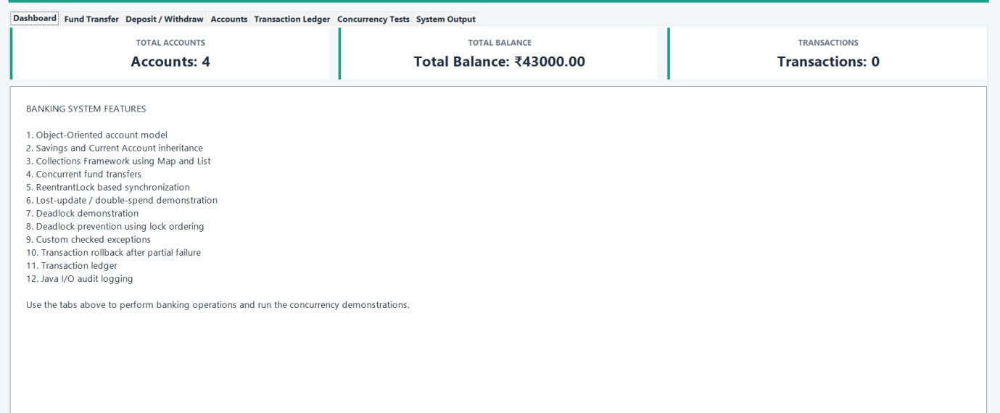 Dashboard Fund Transfer Deposit / Withdraw Accounts Transaction Ledger Concurrency Tests System Output
TOTAL ACCOUNTS
Accounts: 4
TOTAL BALANCE
Total Balance: ₹43000.00
TRANSACTIONS
Transactions: 0
BANKING SYSTEM FEATURES
1. Object-Oriented account model
2. Savings and Current Account inheritance
3. Collections Framework using Map and List
4. Concurrent fund transfers
5. ReentrantLock based synchronization
6. Lost-update / double-spend demonstration
7. Deadlock demonstration
8. Deadlock prevention using lock ordering
9. Custom checked exceptions
10. Transaction rollback after partial failure
11. Transaction ledger
12. Java I/O audit logging
Use the tabs above to perform banking operations and run the concurrency demonstrations.